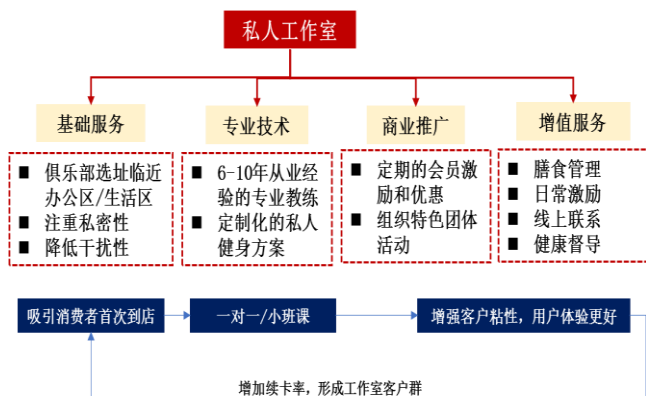 私人工作室
基础服务
专业技术
商业推广
增值服务
■ 俱乐部选址临近
办公区/生活区
■ 注重私密性
■ 降低干扰性
■ 6-10年从业经
验的专业教练
■ 定制化的私人
健身方案
■ 定期的会员激
励和优惠
■ 组织特色团体
活动
■ 膳食管理
■ 日常激励
■ 线上联系
■ 健康督导
吸引消费者首次到店
一对一/小班课
增强客户粘性，用户体验更好
增加续卡率，形成工作室客户群